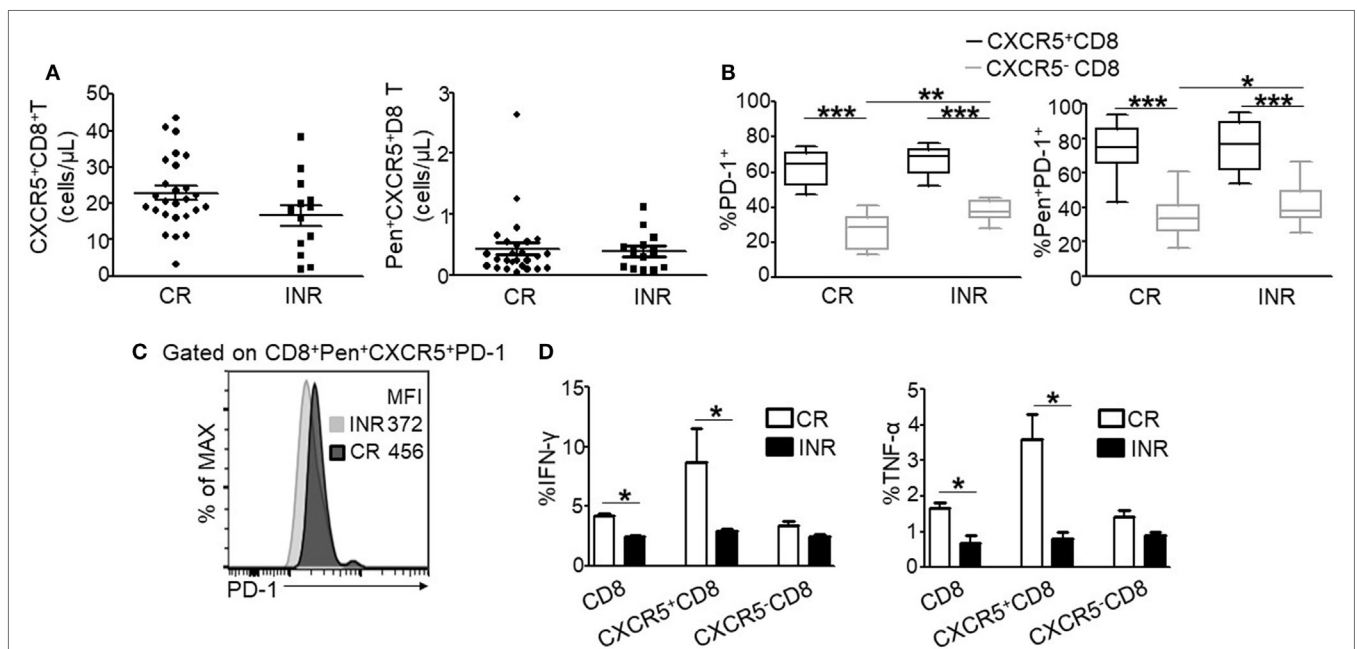 A
CXCR5⁺CD8⁺T
(cells/µL)
50
40
30
20
10
0
CR
INR
Pen⁺CXCR5⁺D8 T
(cells/µL)
3
2
1
0
CR
INR
B
CXCR5⁺CD8
CXCR5⁻ CD8
%PD-1⁺
100
80
60
40
20
0
***
**
***
CR
INR
%Pen⁺PD-1⁺
100
80
60
40
20
80
***
*
***
CR
INR
C Gated on CD8⁺Pen⁺CXCR5⁺PD-1
% of MAX
MFI
INR 372
CR 456
PD-1
D
%IFN-γ
15
10
5
0
*
*
CR
INR
CD8
CXCR5⁺CD8
CXCR5⁻CD8
%TNF-α
5
4
3
2
1
0
*
*
CR
INR
CD8
CXCR5⁺CD8
CXCR5⁻CD8